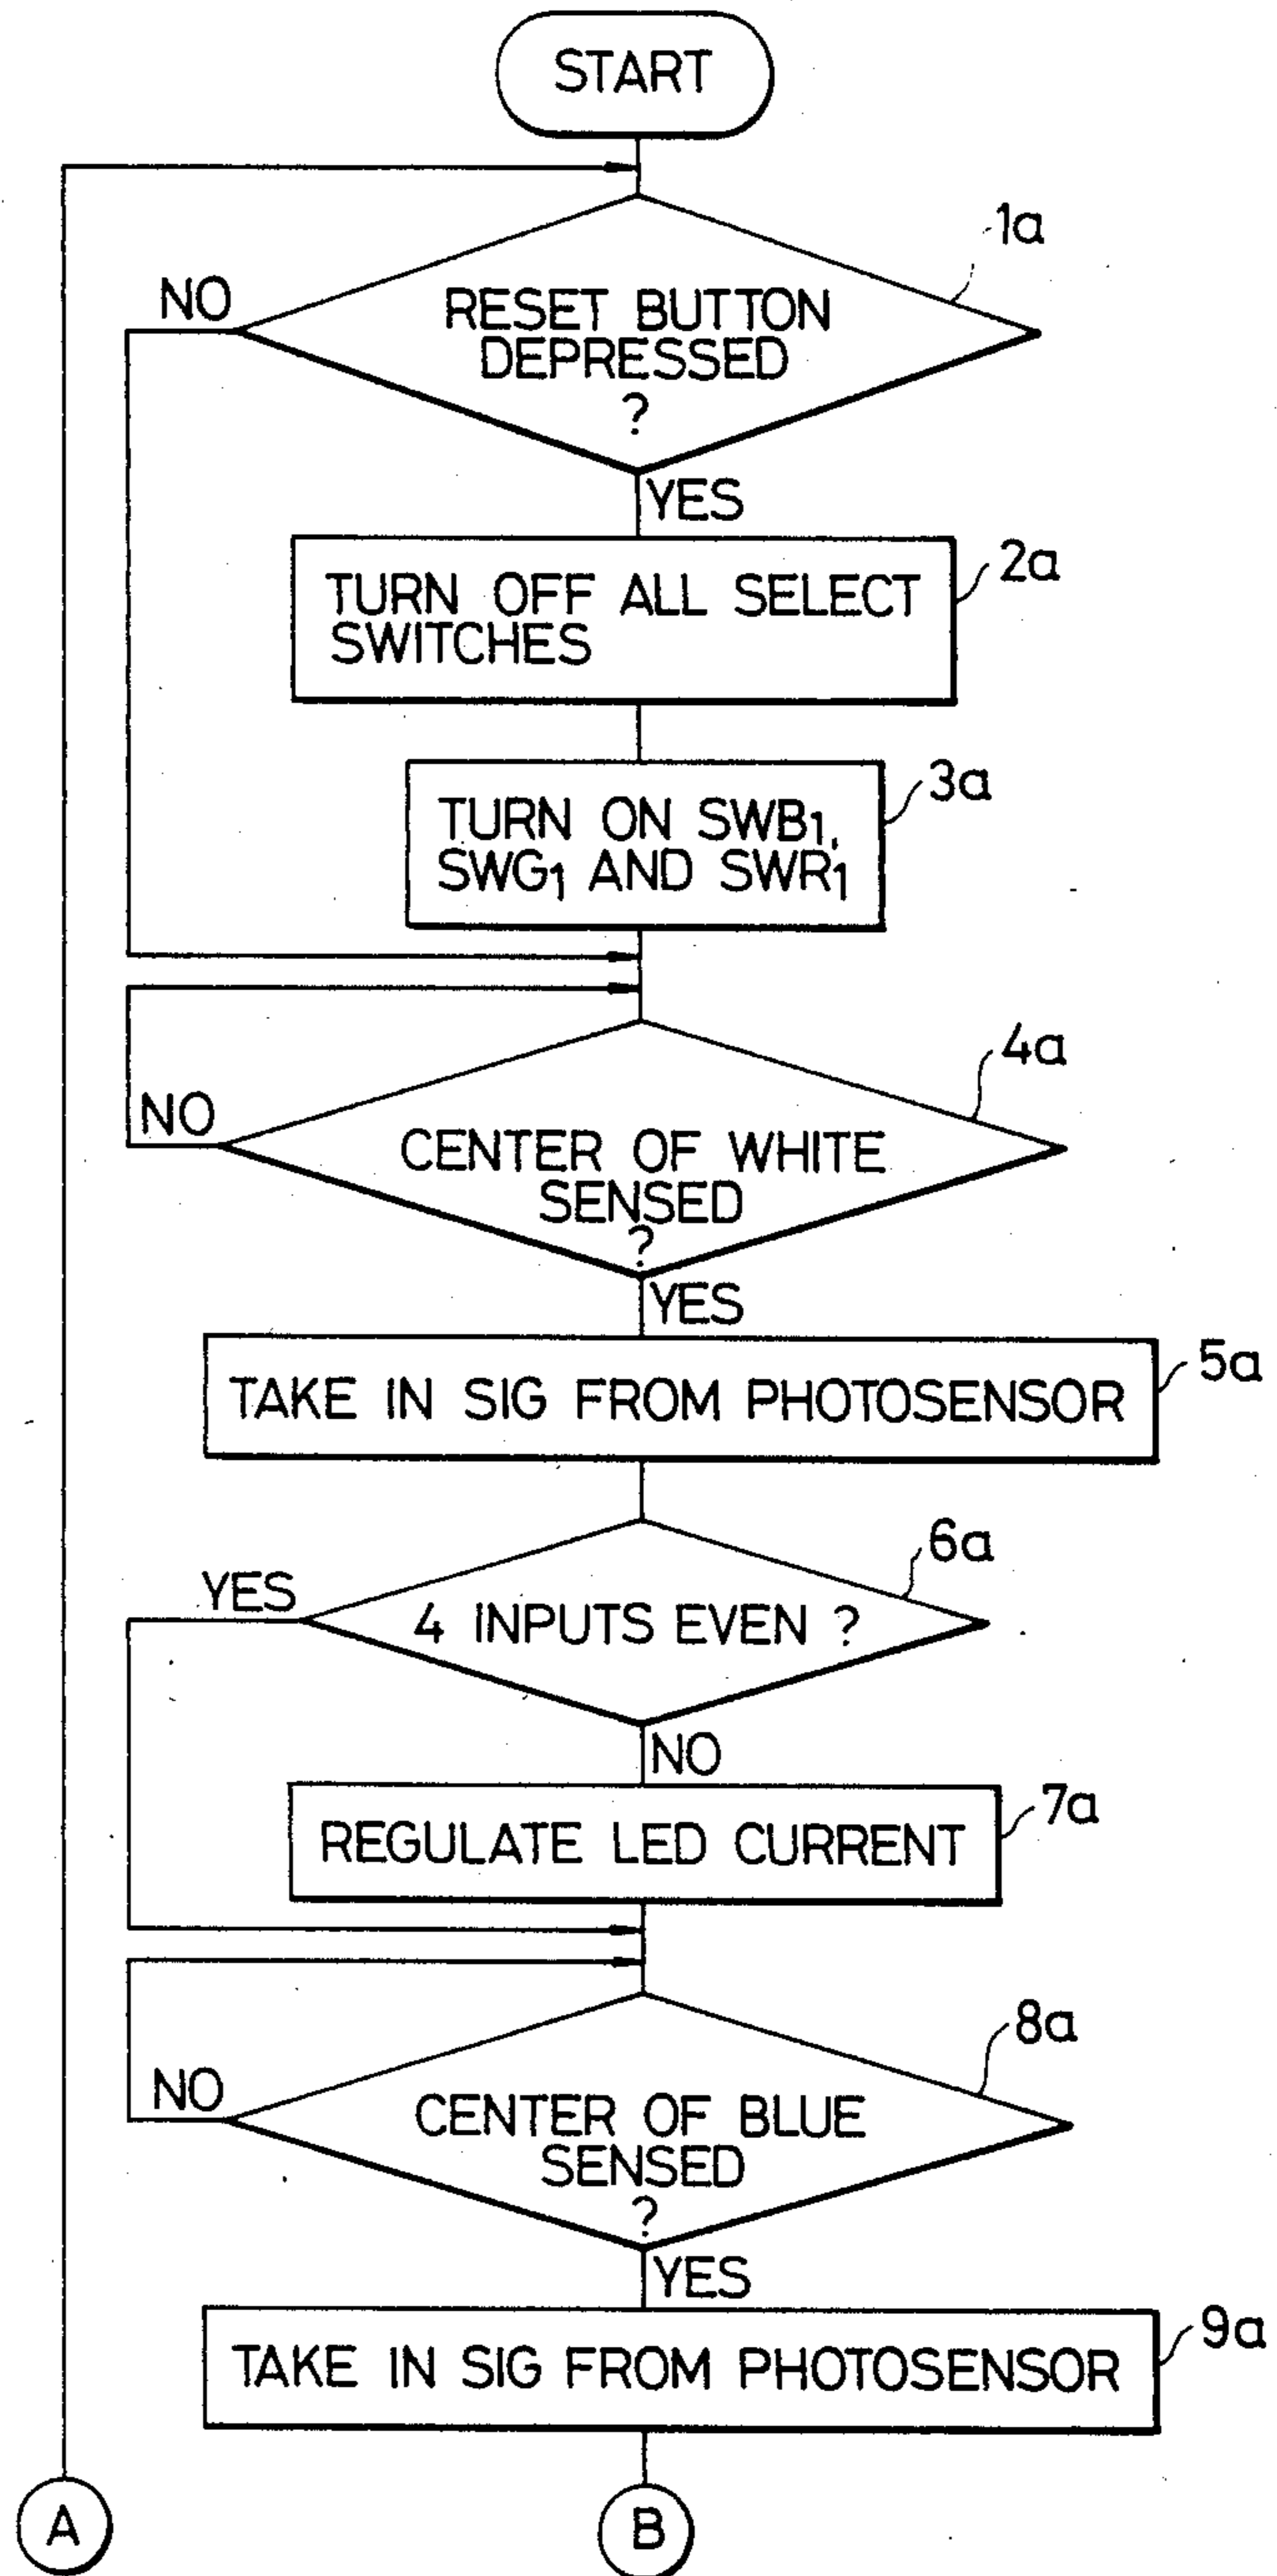 START
1a
NO
RESET BUTTON
DEPRESSED
?
YES
2a
TURN OFF ALL SELECT
SWITCHES
3a
TURN ON SWB1,
SWG1 AND SWR1
4a
NO
CENTER OF WHITE
SENSED
?
YES
5a
TAKE IN SIG FROM PHOTOSENSOR
6a
YES
4 INPUTS EVEN ?
NO
7a
REGULATE LED CURRENT
8a
NO
CENTER OF BLUE
SENSED
?
YES
9a
TAKE IN SIG FROM PHOTOSENSOR
A
B